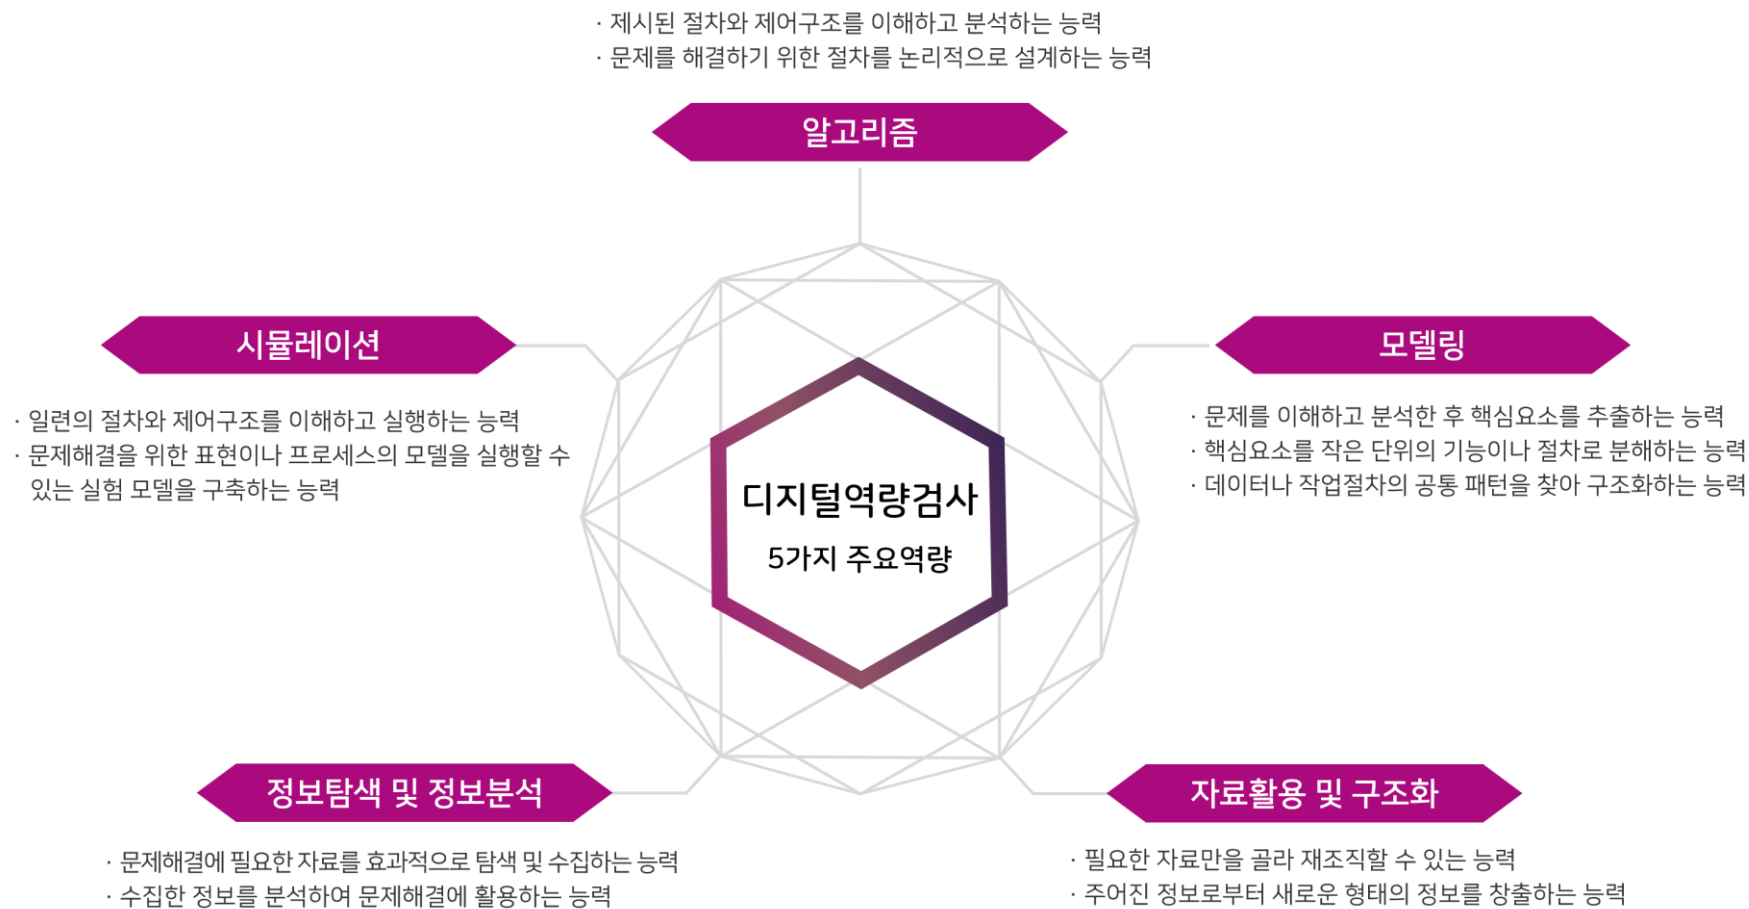 · 제시된 절차와 제어구조를 이해하고 분석하는 능력
· 문제를 해결하기 위한 절차를 논리적으로 설계하는 능력
알고리즘
시뮬레이션
· 일련의 절차와 제어구조를 이해하고 실행하는 능력
· 문제해결을 위한 표현이나 프로세스의 모델을 실행할 수
있는 실험 모델을 구축하는 능력
모델링
· 문제를 이해하고 분석한 후 핵심요소를 추출하는 능력
· 핵심요소를 작은 단위의 기능이나 절차로 분해하는 능력
· 데이터나 작업절차의 공통 패턴을 찾아 구조화하는 능력
디지털역량검사
5가지 주요역량
정보탐색 및 정보분석
· 문제해결에 필요한 자료를 효과적으로 탐색 및 수집하는 능력
· 수집한 정보를 분석하여 문제해결에 활용하는 능력
자료활용 및 구조화
· 필요한 자료만을 골라 재조직할 수 있는 능력
· 주어진 정보로부터 새로운 형태의 정보를 창출하는 능력